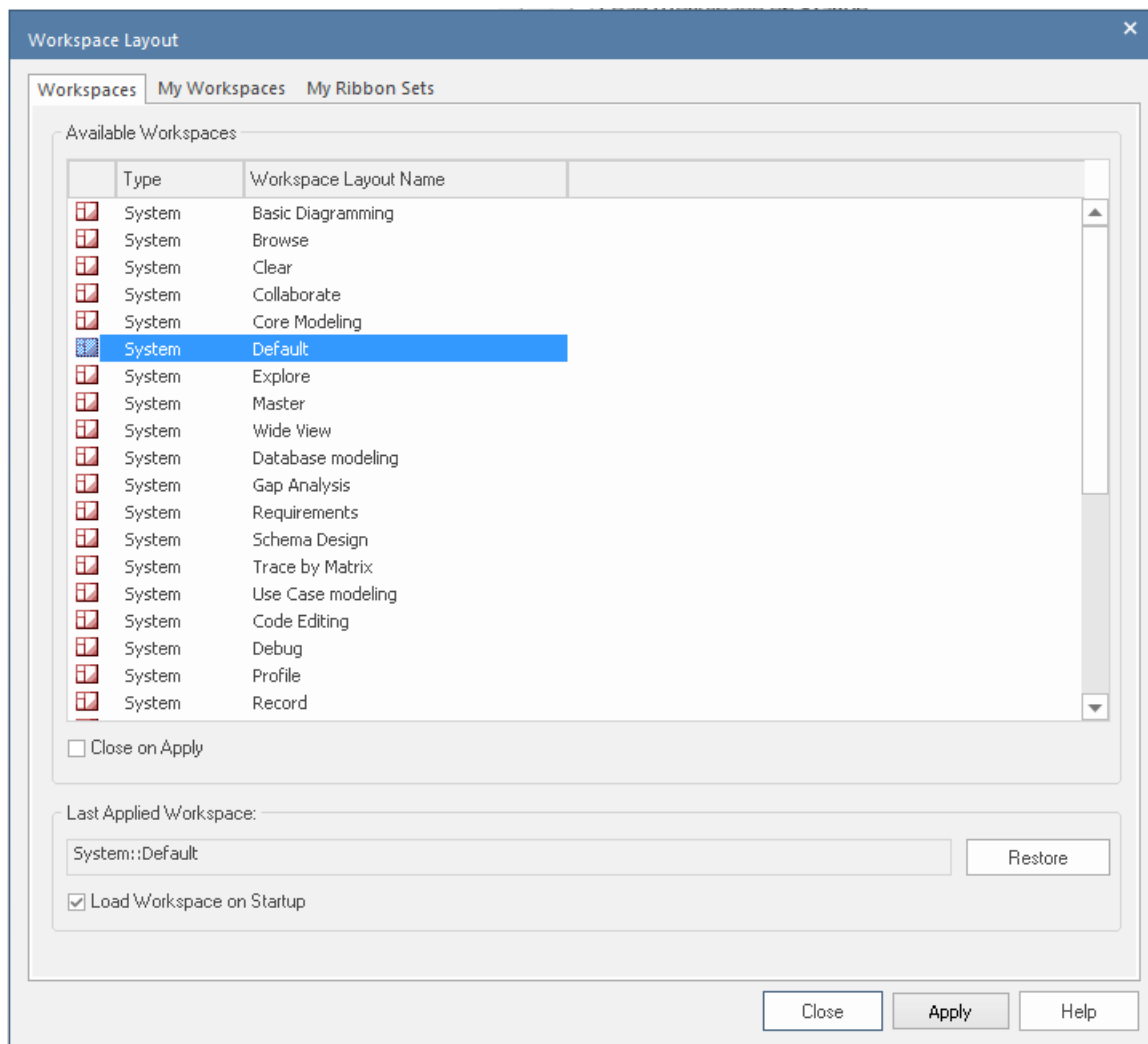 Workspace Layout
Workspaces My Workspaces My Ribbon Sets
Available Workspaces
Type Workspace Layout Name
System Basic Diagramming
System Browse
System Clear
System Collaborate
System Core Modeling
System Default
System Explore
System Master
System Wide View
System Database modeling
System Gap Analysis
System Requirements
System Schema Design
System Trace by Matrix
System Use Case modeling
System Code Editing
System Debug
System Profile
System Record
Close on Apply
Last Applied Workspace:
System::Default Restore
Load Workspace on Startup
Close Apply Help